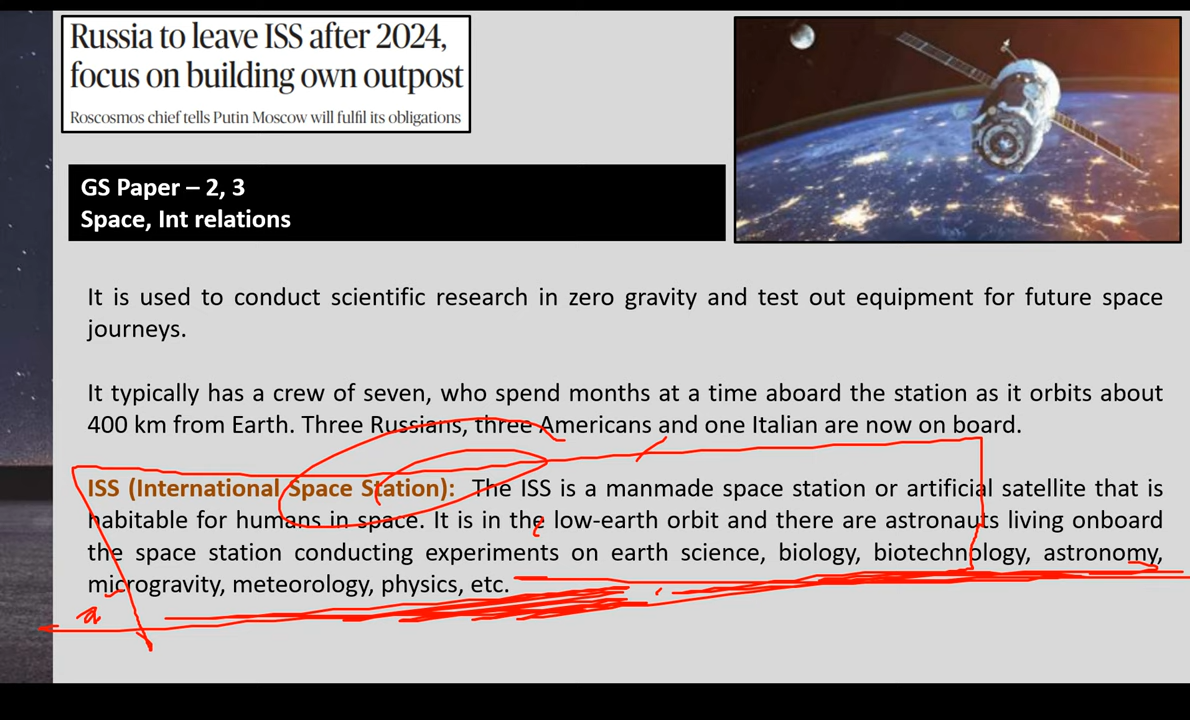 Russia to leave ISS after 2024,
focus on building own outpost
Roscosmos chief tells Putin Moscow will fulfil its obligations
GS Paper – 2, 3
Space, Int relations
It is used to conduct scientific research in zero gravity and test out equipment for future space
journeys.
It typically has a crew of seven, who spend months at a time aboard the station as it orbits about
400 km from Earth. Three Russians, three Americans and one Italian are now on board.
ISS (International Space Station): The ISS is a manmade space station or artificial satellite that is
habitable for humans in space. It is in the low-earth orbit and there are astronauts living onboard
the space station conducting experiments on earth science, biology, biotechnology, astronomy,
microgravity, meteorology, physics, etc.